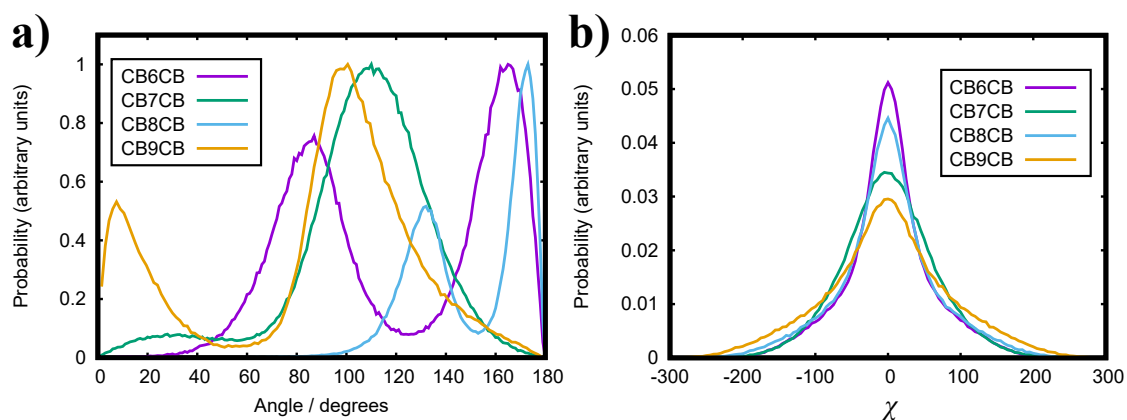 a)
Probability (arbitrary units)
1
0.8
0.6
0.4
0.2
0
0 20 40 60 80 100 120 140 160 180
Angle / degrees
CB6CB
CB7CB
CB8CB
CB9CB
b)
Probability (arbitrary units)
0.06
0.05
0.04
0.03
0.02
0.01
0
-300 -200 -100 0 100 200 300
χ
CB6CB
CB7CB
CB8CB
CB9CB